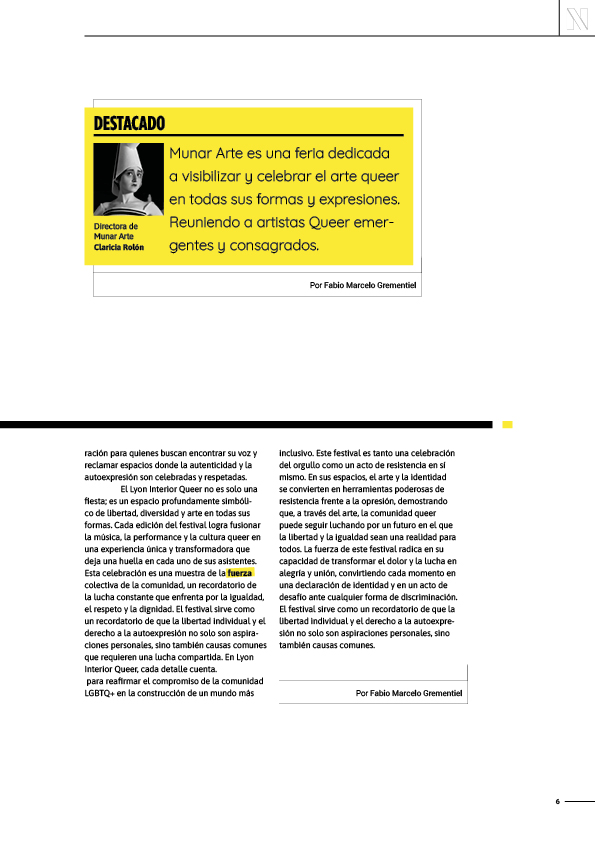 N
DESTACADO
Munar Arte es una feria dedicada
a visibilizar y celebrar el arte queer
en todas sus formas y expresiones.
Reuniendo a artistas Queer emer-
gentes y consagrados.
Directora de
Munar Arte
Claricia Rolón
Por Fabio Marcelo Grementiel
ración para quienes buscan encontrar su voz y
reclamar espacios donde la autenticidad y la
autoexpresión son celebradas y respetadas.
El Lyon Interior Queer no es solo una
fiesta; es un espacio profundamente simbóli-
co de libertad, diversidad y arte en todas sus
formas. Cada edición del festival logra fusionar
la música, la performance y la cultura queer en
una experiencia única y transformadora que
deja una huella en cada uno de sus asistentes.
Esta celebración es una muestra de la fuerza
colectiva de la comunidad, un recordatorio de
la lucha constante que enfrenta por la igualdad,
el respeto y la dignidad. El festival sirve como
un recordatorio de que la libertad individual y el
derecho a la autoexpresión no solo son aspira-
ciones personales, sino también causas comunes
que requieren una lucha compartida. En Lyon
Interior Queer, cada detalle cuenta.
para reafirmar el compromiso de la comunidad
LGBTQ+ en la construcción de un mundo más
inclusivo. Este festival es tanto una celebración
del orgullo como un acto de resistencia en sí
mismo. En sus espacios, el arte y la identidad
se convierten en herramientas poderosas de
resistencia frente a la opresión, demostrando
que, a través del arte, la comunidad queer
puede seguir luchando por un futuro en el que
la libertad y la igualdad sean una realidad para
todos. La fuerza de este festival radica en su
capacidad de transformar el dolor y la lucha en
alegría y unión, convirtiendo cada momento en
una declaración de identidad y en un acto de
desafío ante cualquier forma de discriminación.
El festival sirve como un recordatorio de que la
libertad individual y el derecho a la autoexpre-
sión no solo son aspiraciones personales, sino
también causas comunes.
Por Fabio Marcelo Grementiel
6